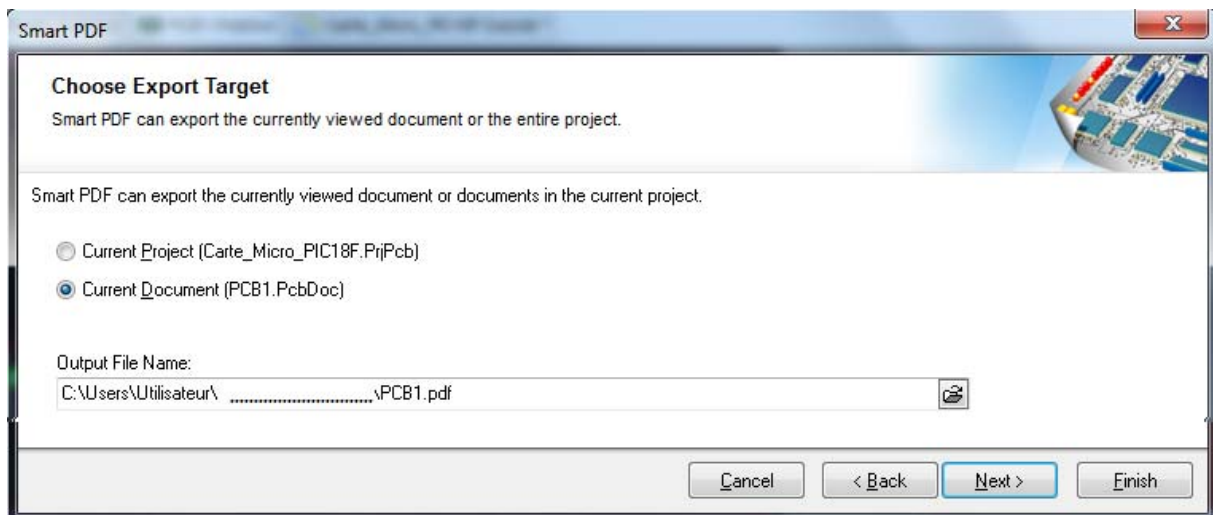 Smart PDF
Choose Export Target
Smart PDF can export the currently viewed document or the entire project.
Smart PDF can export the currently viewed document or documents in the current project.
Current Project (Carte_Micro_PIC18F.PrjPcb)
Current Document (PCB1.PcbDoc)
Output File Name:
C:\Users\Utilisateur\ ................................\PCB1.pdf
Cancel < Back Next > Finish